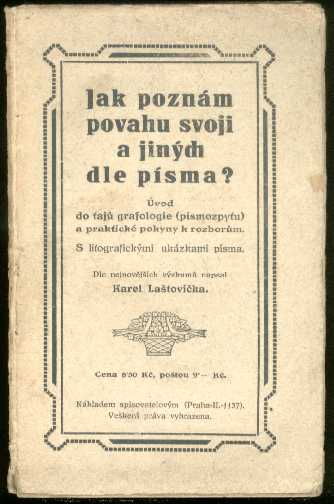 Jak poznám
povahu svoji
a jiných
dle písma?
Úvod
do tajů grafologie (písmozpytu)
a praktické pokyny k rozborům.
S litografickými ukázkami písma.
Dle nejnovějších výzkumů napsal
Karel Laštovička.
Cena 8·50 Kč, poštou 9·— Kč.
Nákladem spisovatelovým (Praha-II.-1137).
Veškerá práva vyhrazena.